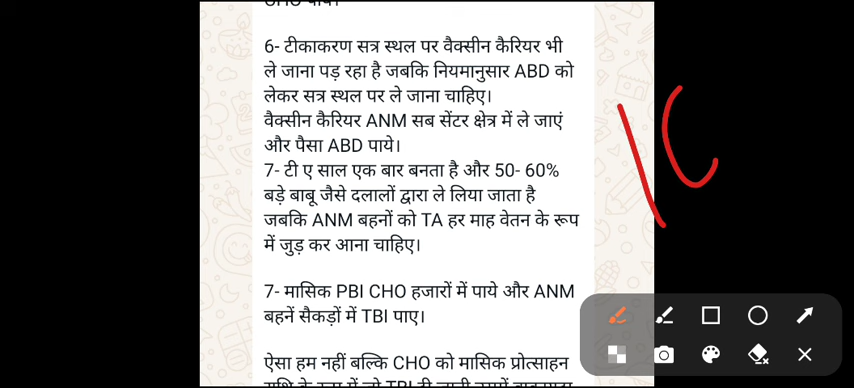 6- टीकाकरण सत्र स्थल पर वैक्सीन कैरियर भी
ले जाना पड़ रहा है जबकि नियमानुसार ABD को
लेकर सत्र स्थल पर ले जाना चाहिए।
वैक्सीन कैरियर ANM सब सेंटर क्षेत्र में ले जाएं
और पैसा ABD पाये।
7- टी ए साल एक बार बनता है और 50- 60%
बड़े बाबू जैसे दलालों द्वारा ले लिया जाता है
जबकि ANM बहनों को TA हर माह वेतन के रूप
में जुड़ कर आना चाहिए।
7- मासिक PBI CHO हजारों में पाये और ANM
बहनें सैकड़ों में TBI पाए।
ऐसा हम नहीं बल्कि CHO को मासिक प्रोत्साहन